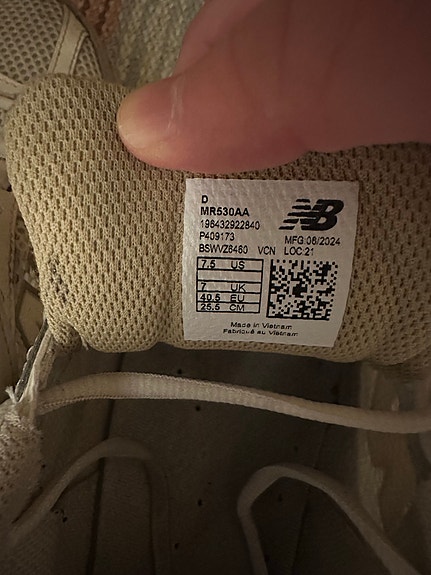 D
MR530AA
196432922840
P409173
BSWVZ6460 VCN
NB
MFG:06/2024
LOC:21
7.5 US
7 UK
40.5 EU
25.5 CM
Made in Vietnam
Fabriqué au Vietnam